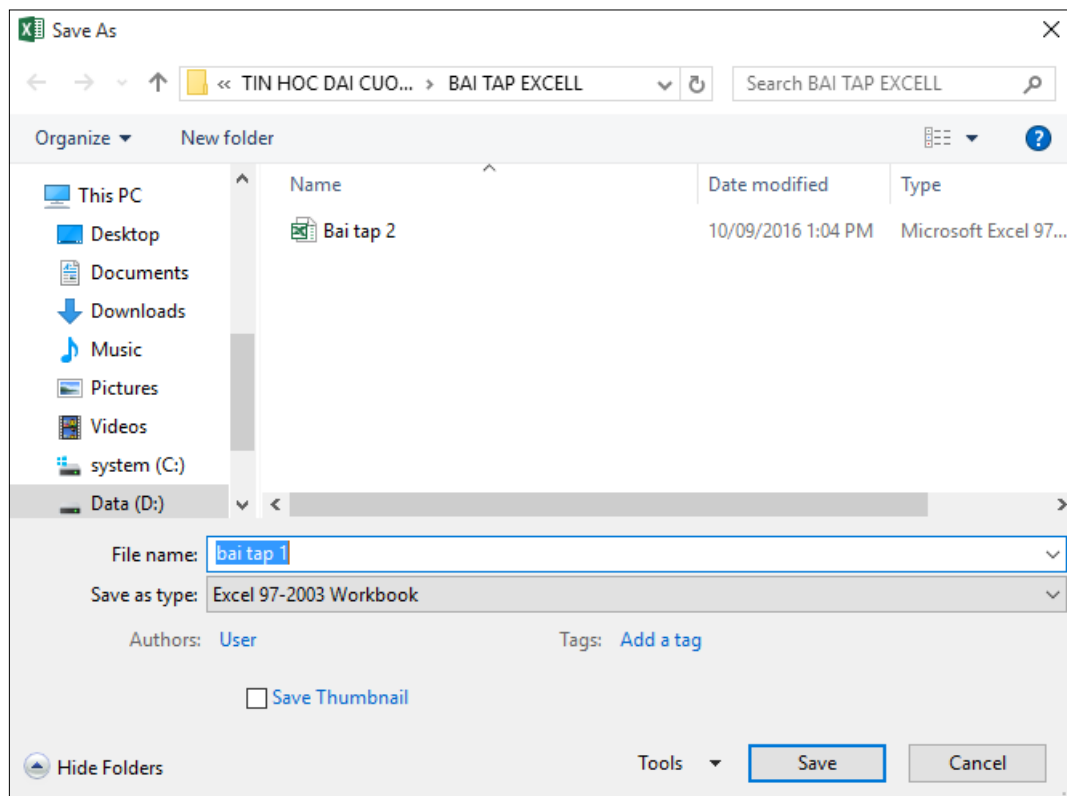 Save As
« TIN HOC DAI CUO... › BAI TAP EXCELL
Search BAI TAP EXCELL
Organize
New folder
?
Name
Date modified
Type
This PC
Desktop
Documents
Downloads
Music
Pictures
Videos
system (C:)
Data (D:)
Bai tap 2
10/09/2016 1:04 PM
Microsoft Excel 97...
File name: bai tap 1
Save as type: Excel 97-2003 Workbook
Authors: User
Tags: Add a tag
Save Thumbnail
Hide Folders
Tools
Save
Cancel